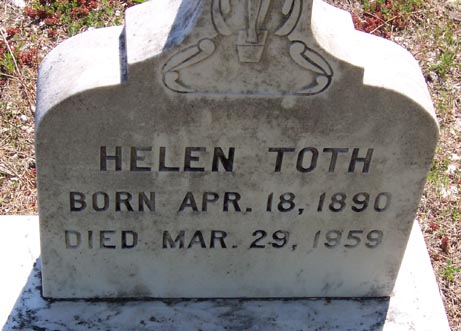 HELEN TOTH
BORN APR. 18, 1890
DIED MAR. 29, 1959